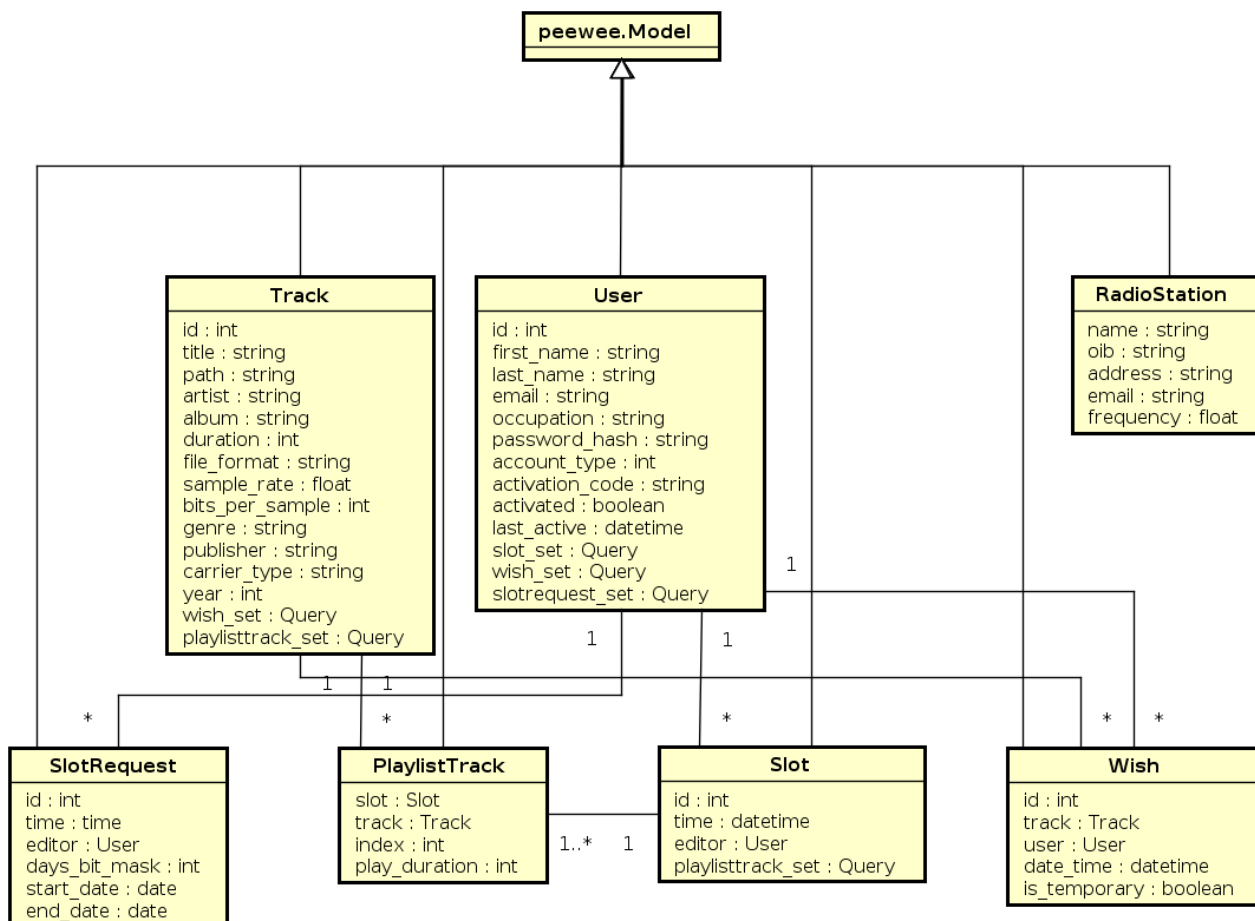 peewee.Model
Track
id : int
title : string
path : string
artist : string
album : string
duration : int
file_format : string
sample_rate : float
bits_per_sample : int
genre : string
publisher : string
carrier_type : string
year : int
wish_set : Query
playlisttrack_set : Query
User
id : int
first_name : string
last_name : string
email : string
occupation : string
password_hash : string
account_type : int
activation_code : string
activated : boolean
last_active : datetime
slot_set : Query
wish_set : Query
slotrequest_set : Query
RadioStation
name : string
oib : string
address : string
email : string
frequency : float
1
1
1
1
1
*
*
*
*
*
SlotRequest
id : int
time : time
editor : User
days_bit_mask : int
start_date : date
end_date : date
PlaylistTrack
slot : Slot
track : Track
index : int
play_duration : int
1..*
1
Slot
id : int
time : datetime
editor : User
playlisttrack_set : Query
Wish
id : int
track : Track
user : User
date_time : datetime
is_temporary : boolean